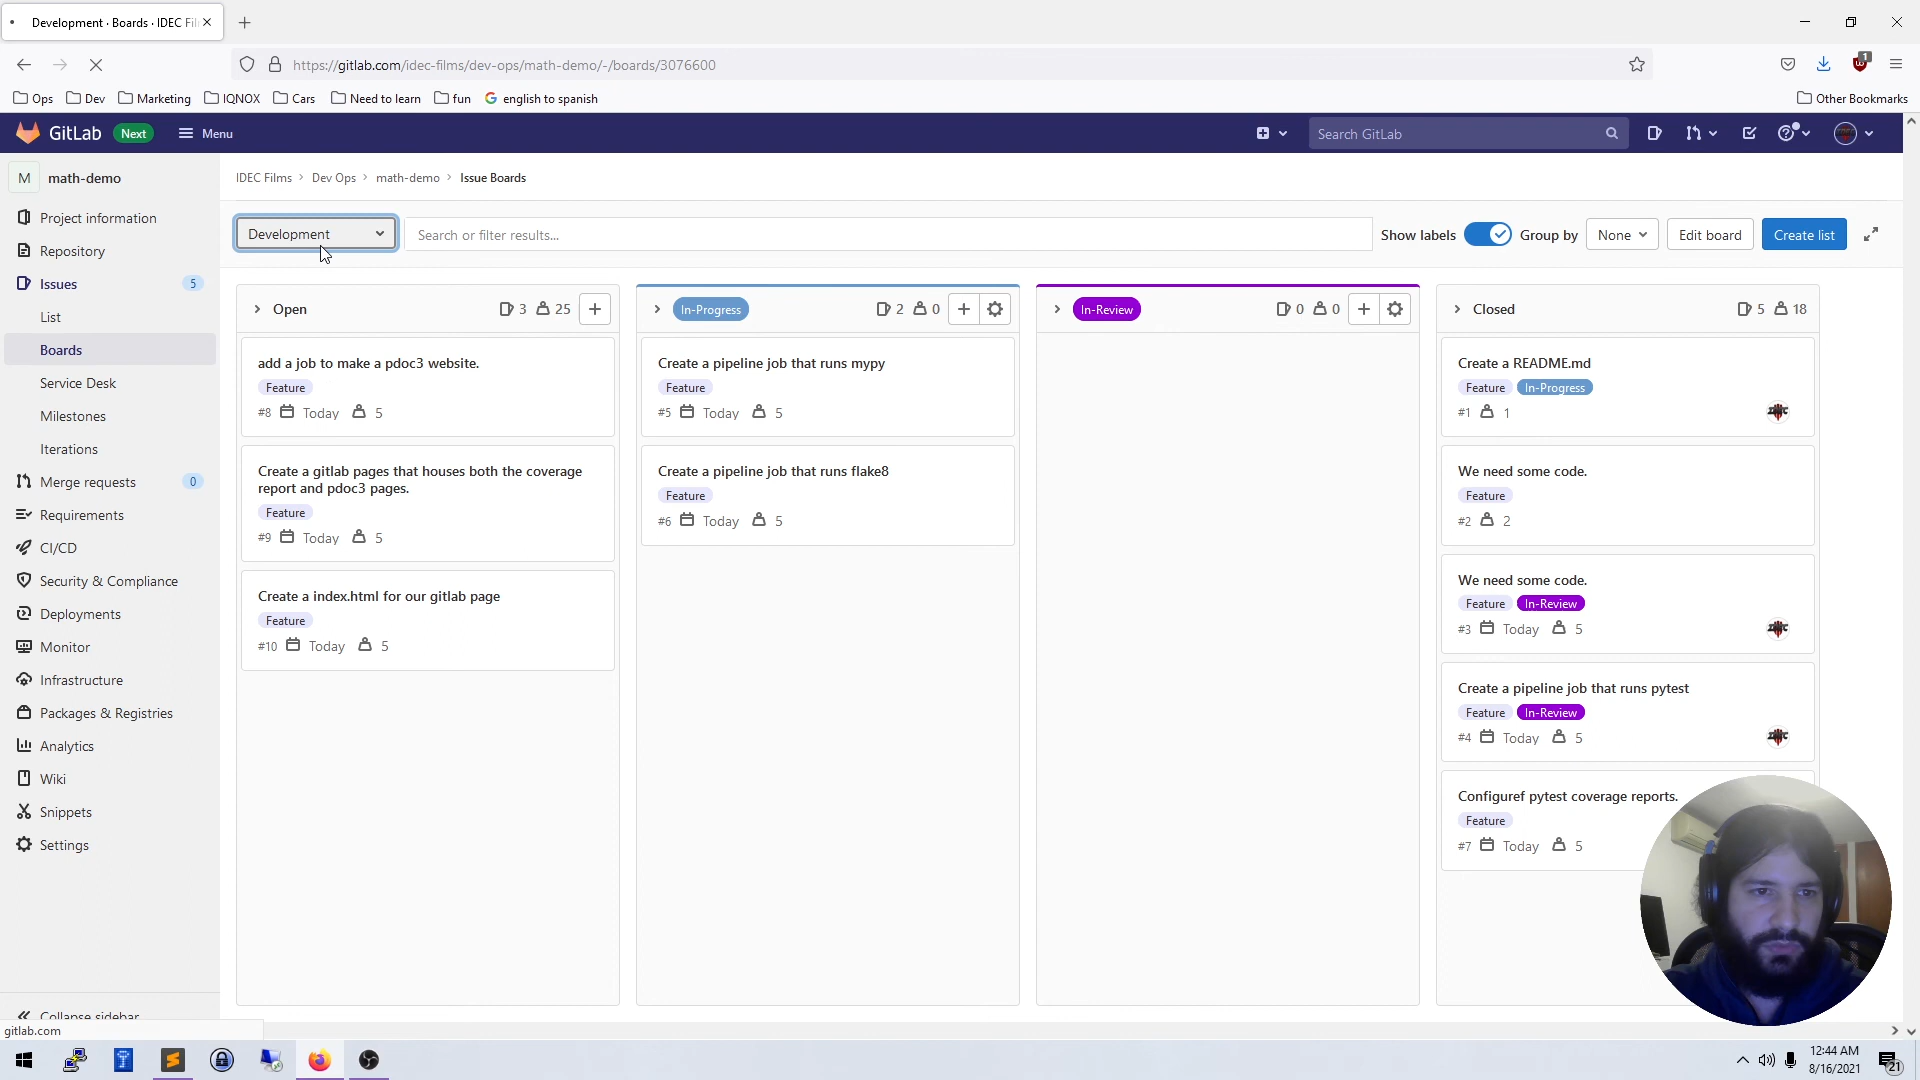 Development · Boards · IDEC Fil
https://gitlab.com/idec-films/dev-ops/math-demo/-/boards/3076600
1
Ops
Dev
Marketing
IQNOX
Cars
Need to learn
fun
english to spanish
Other Bookmarks
GitLab
Next
Menu
Search GitLab
M
math-demo
Project information
Repository
Issues
5
List
Boards
Service Desk
Milestones
Iterations
Merge requests
0
Requirements
CI/CD
Security & Compliance
Deployments
Monitor
Infrastructure
Packages & Registries
Analytics
Wiki
Snippets
Settings
Collapse sidebar
IDEC Films › Dev Ops › math-demo › Issue Boards
Development
Search or filter results...
Show labels
Group by
None
Edit board
Create list
Open
3
25
add a job to make a pdoc3 website.
Feature
#8 Today 5
Create a gitlab pages that houses both the coverage
report and pdoc3 pages.
Feature
#9 Today 5
Create a index.html for our gitlab page
Feature
#10 Today 5
In-Progress
2
0
Create a pipeline job that runs mypy
Feature
#5 Today 5
Create a pipeline job that runs flake8
Feature
#6 Today 5
In-Review
0
0
Closed
5
18
Create a README.md
Feature In-Progress
#1 1
We need some code.
Feature
#2 2
We need some code.
Feature In-Review
#3 Today 5
Create a pipeline job that runs pytest
Feature In-Review
#4 Today 5
Configuref pytest coverage reports.
Feature
#7 Today 5
gitlab.com
12:44 AM
8/16/2021
21